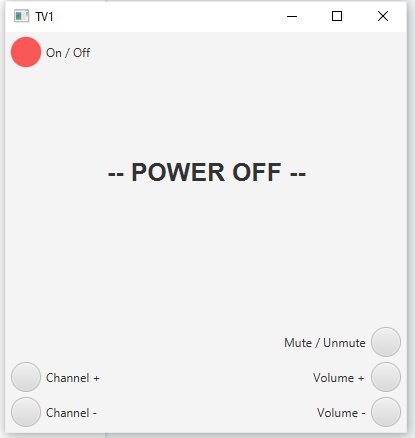 TV1
On / Off
-- POWER OFF --
Mute / Unmute
Channel +
Volume +
Channel -
Volume -